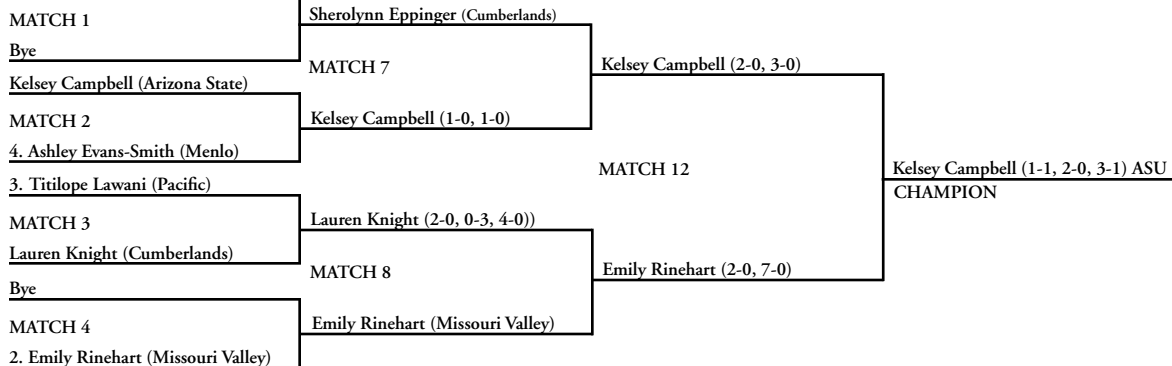 MATCH 1
Bye
Kelsey Campbell (Arizona State)
MATCH 2
4. Ashley Evans-Smith (Menlo)
3. Titilope Lawani (Pacific)
MATCH 3
Lauren Knight (Cumberlands)
Bye
MATCH 4
2. Emily Rinehart (Missouri Valley)
Sherolynn Eppinger (Cumberlands)
MATCH 7
Kelsey Campbell (1-0, 1-0)
Lauren Knight (2-0, 0-3, 4-0))
MATCH 8
Emily Rinehart (Missouri Valley)
Kelsey Campbell (2-0, 3-0)
MATCH 12
Emily Rinehart (2-0, 7-0)
Kelsey Campbell (1-1, 2-0, 3-1) ASU
CHAMPION